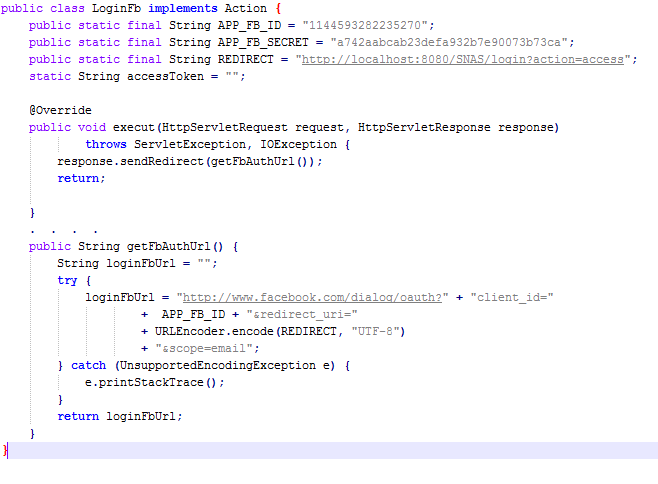 public class LoginFb implements Action {
    public static final String APP_FB_ID = "1144593282235270";
    public static final String APP_FB_SECRET = "a742aabcab23defa932b7e90073b73ca";
    public static final String REDIRECT = "http://localhost:8080/SNAS/login?action=access";
    static String accessToken = "";
    @Override
    public void execut(HttpServletRequest request, HttpServletResponse response)
            throws ServletException, IOException {
        response.sendRedirect(getFbAuthUrl());
        return;
    }
    . . . .
    public String getFbAuthUrl() {
        String loginFbUrl = "";
        try {
            loginFbUrl = "http://www.facebook.com/dialog/oauth?" + "client_id="
                    +  APP_FB_ID + "&redirect_uri="
                    + URLEncoder.encode(REDIRECT, "UTF-8")
                    + "&scope=email";
        } catch (UnsupportedEncodingException e) {
            e.printStackTrace();
        }
        return loginFbUrl;
    }
}